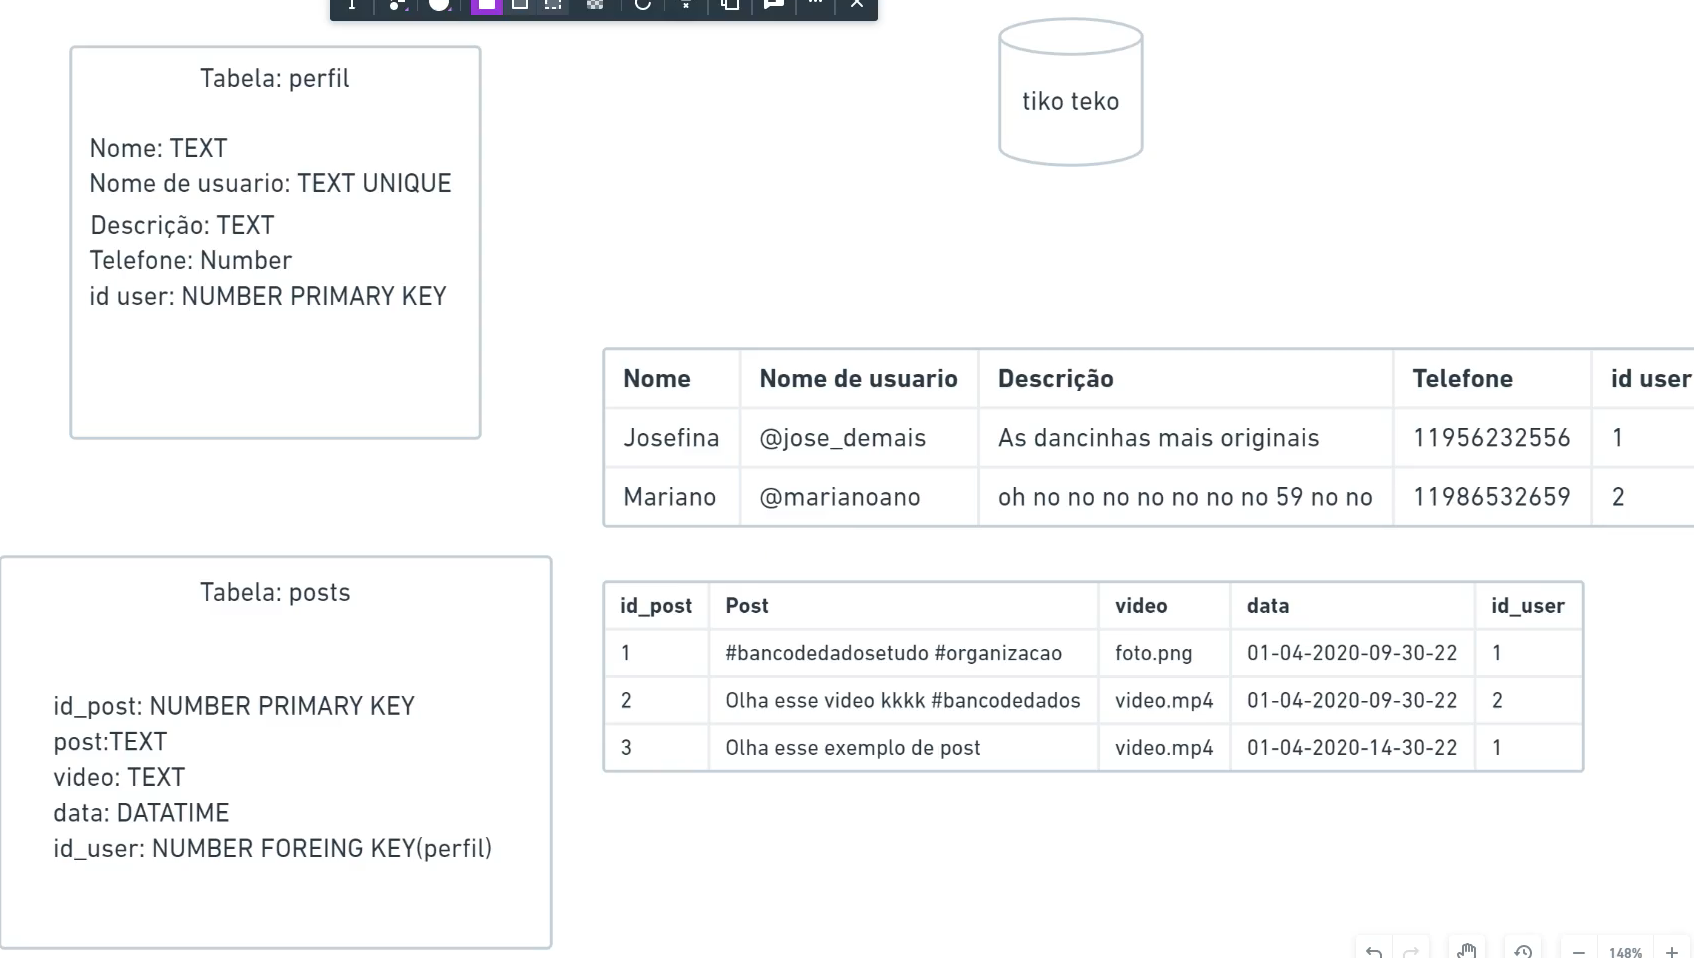 tiko teko
Tabela: perfil
Nome: TEXT
Nome de usuario: TEXT UNIQUE
Descrição: TEXT
Telefone: Number
id user: NUMBER PRIMARY KEY
Nome Nome de usuario Descrição Telefone id user
Josefina @jose_demais As dancinhas mais originais 11956232556 1
Mariano @marianoano oh no no no no no no no 59 no no 11986532659 2
Tabela: posts
id_post: NUMBER PRIMARY KEY
post:TEXT
video: TEXT
data: DATATIME
id_user: NUMBER FOREING KEY(perfil)
id_post Post video data id_user
1 #bancodedadosetudo #organizacao foto.png 01-04-2020-09-30-22 1
2 Olha esse video kkkk #bancodedados video.mp4 01-04-2020-09-30-22 2
3 Olha esse exemplo de post video.mp4 01-04-2020-14-30-22 1
148%